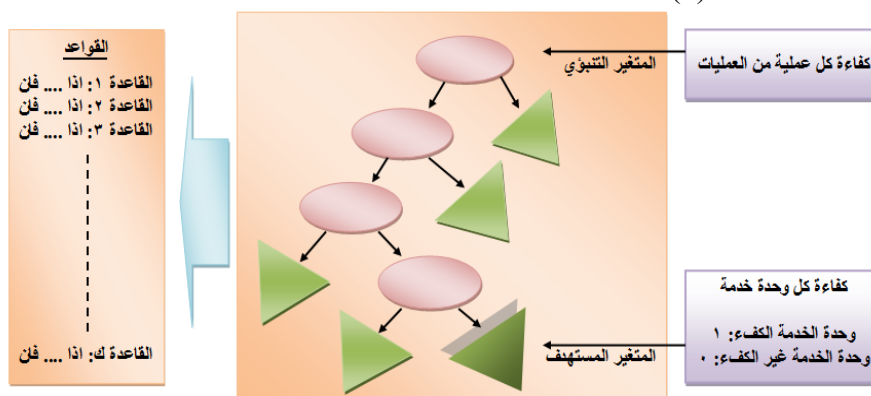 كفاءة كل عملية من العمليات
المتغير التنبؤي
القواعد
القاعدة ١: اذا .... فان
القاعدة ٢: اذا .... فان
القاعدة ٣: اذا .... فان
القاعدة ك: اذا .... فان
كفاءة كل وحدة خدمة
وحدة الخدمة الكفء: ١
وحدة الخدمة غير الكفء: ٠
المتغير المستهدف